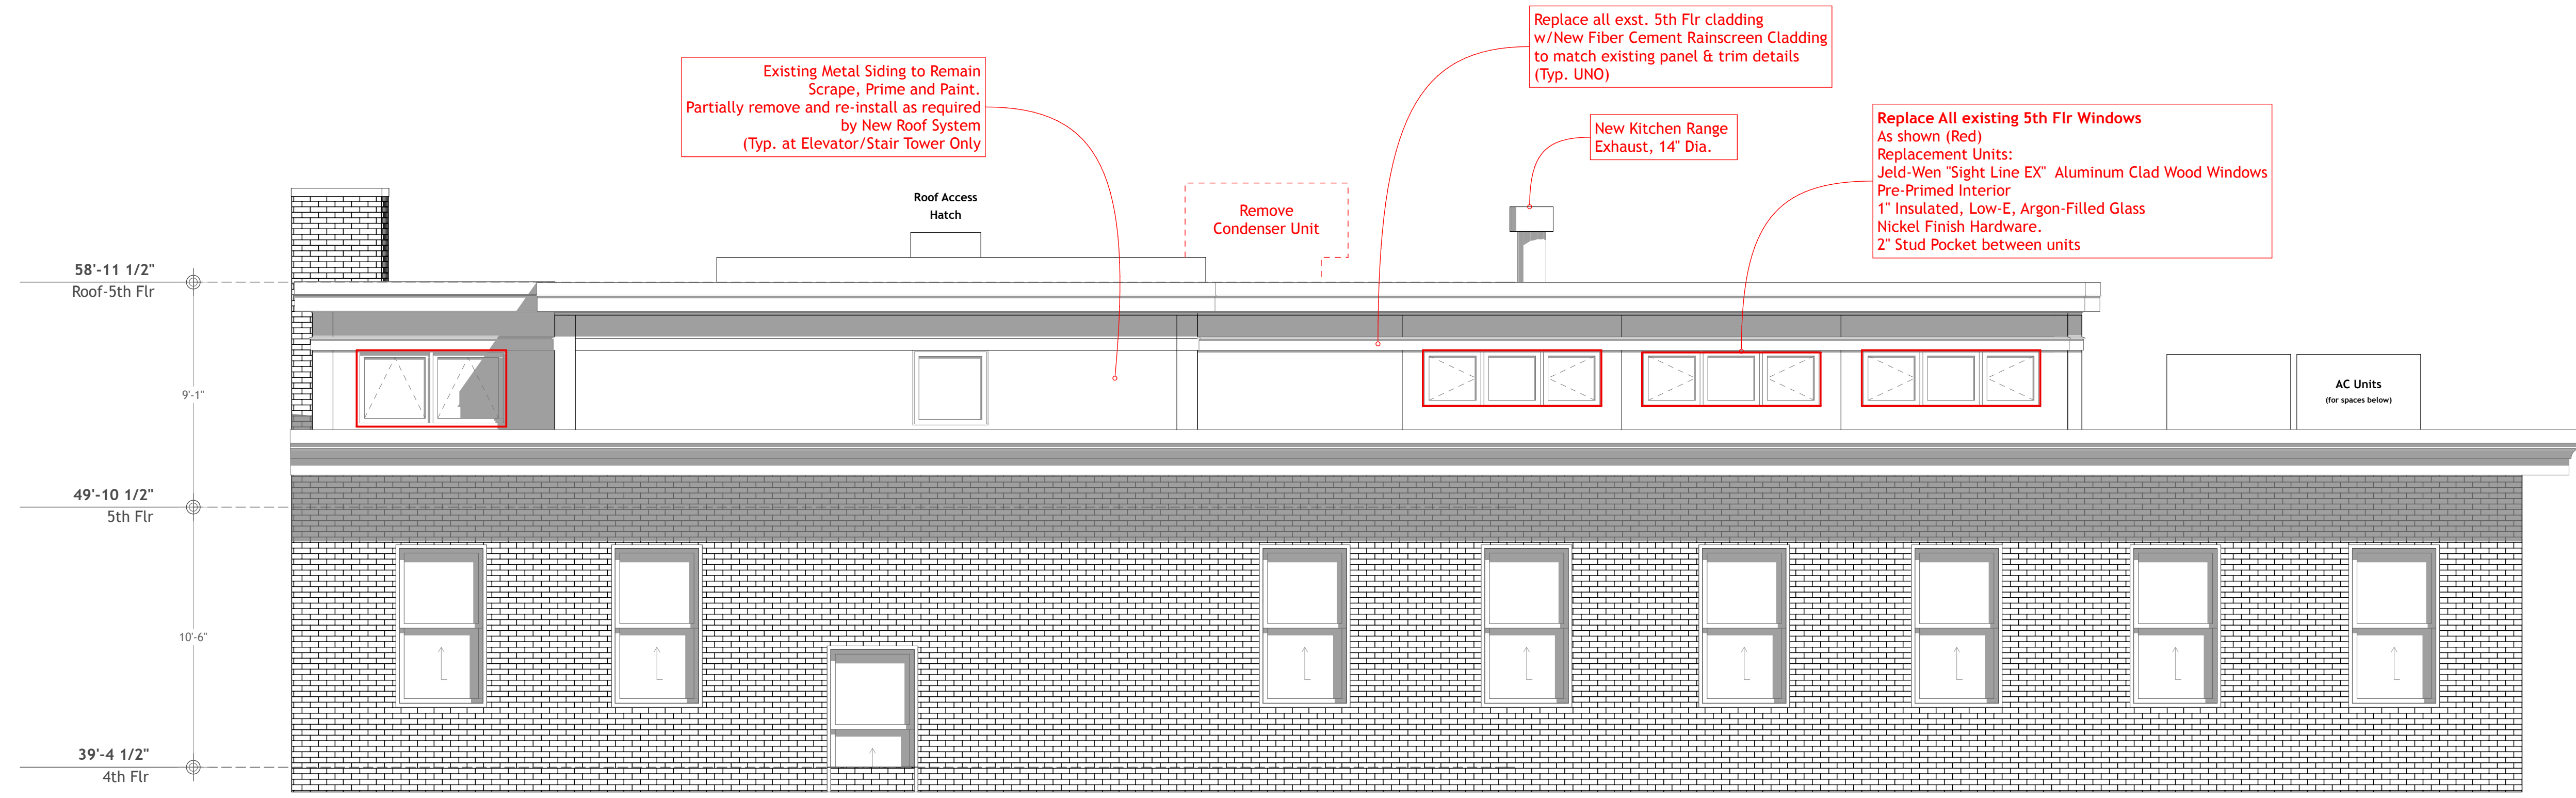 Replace all exst. 5th Flr cladding
w/New Fiber Cement Rainscreen Cladding
to match existing panel & trim details
(Typ. UNO)
Existing Metal Siding to Remain
Scrape, Prime and Paint.
Partially remove and re-install as required
by New Roof System
(Typ. at Elevator/Stair Tower Only
New Kitchen Range
Exhaust, 14" Dia.
Replace All existing 5th Flr Windows
As shown (Red)
Replacement Units:
Jeld-Wen "Sight Line EX" Aluminum Clad Wood Windows
Pre-Primed Interior
1" Insulated, Low-E, Argon-Filled Glass
Nickel Finish Hardware.
2" Stud Pocket between units
Roof Access
Hatch
Remove
Condenser Unit
58'-11 1/2"
Roof-5th Flr
9'-1"
AC Units
(for spaces below)
49'-10 1/2"
5th Flr
10'-6"
39'-4 1/2"
4th Flr